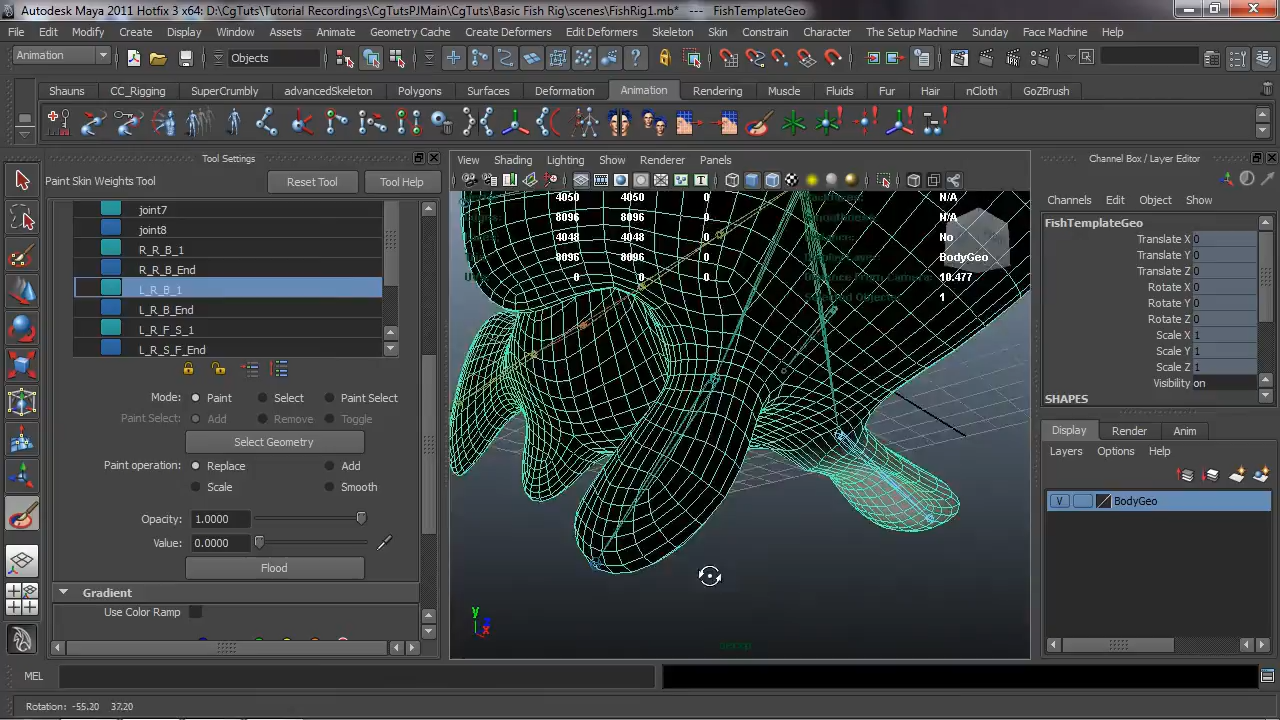 Autodesk Maya 2011 Hotfix 3 x64: D:\CgTuts\Tutorial Recordings\CgTutsPJMain\CgTuts\Basic Fish Rig\scenes\FishRig1.mb* --- FishTemplateGeo
File Edit Modify Create Display Window Assets Animate Geometry Cache Create Deformers Edit Deformers Skeleton Skin Constrain Character The Setup Machine Sunday Face Machine Help
Animation Objects
Shauns CC_Rigging SuperCrumbly advancedSkeleton Polygons Surfaces Deformation Animation Rendering Muscle Fluids Fur Hair nCloth GoZBrush
Tool Settings
Paint Skin Weights Tool Reset Tool Tool Help
joint7
joint8
R_R_B_1
R_R_B_End
L_R_B_1
L_R_B_End
L_R_F_S_1
L_R_S_F_End
Mode: Paint Select Paint Select
Paint Select: Add Remove Toggle
Select Geometry
Paint operation: Replace Add
Scale Smooth
Opacity: 1.0000
Value: 0.0000
Flood
Gradient
Use Color Ramp
View Shading Lighting Show Renderer Panels
4050 4050 0 N/A
8096 8096 0 N/A
4048 4048 0 No
8096 8096 0 BodyGeo
0 0 0 10.477
1
persp
y
z
x
Channel Box / Layer Editor
Channels Edit Object Show
FishTemplateGeo
Translate X 0
Translate Y 0
Translate Z 0
Rotate X 0
Rotate Y 0
Rotate Z 0
Scale X 1
Scale Y 1
Scale Z 1
Visibility on
SHAPES
Display Render Anim
Layers Options Help
V BodyGeo
MEL
Rotation: -55.20 37.20